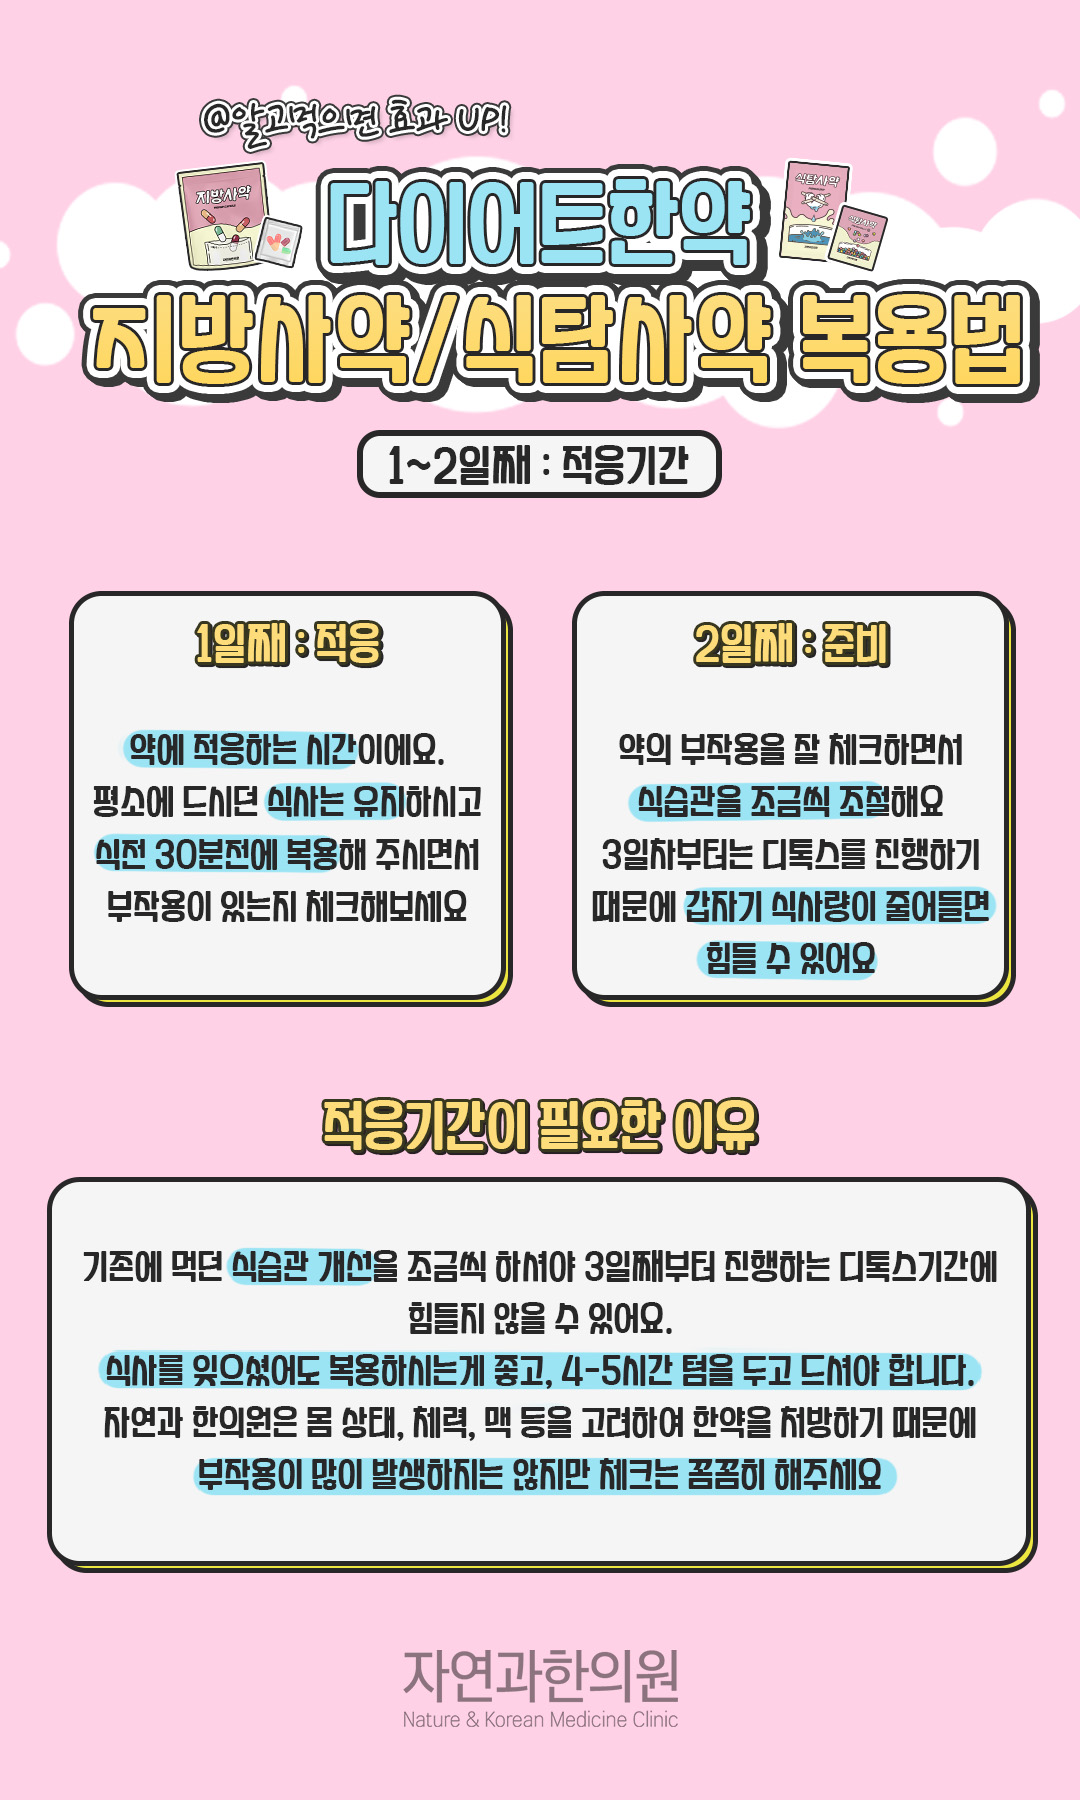 @알고먹으면 효과 UP!
지방사약
식탐사약
식탐사약
다이어트한약
지방사약/식탐사약 복용법
1~2일째 : 적응기간
1일째 : 적응
약에 적응하는 시간이에요.
평소에 드시던 식사는 유지하시고
식전 30분전에 복용해 주시면서
부작용이 있는지 체크해보세요
2일째 : 준비
약의 부작용을 잘 체크하면서
식습관을 조금씩 조절해요
3일차부터는 디톡스를 진행하기
때문에 갑자기 식사량이 줄어들면
힘들 수 있어요
적응기간이 필요한 이유
기존에 먹던 식습관 개선을 조금씩 하셔야 3일째부터 진행하는 디톡스기간에
힘들지 않을 수 있어요.
식사를 잊으셨어도 복용하시는게 좋고, 4-5시간 텀을 두고 드셔야 합니다.
자연과 한의원은 몸 상태, 체력, 맥 등을 고려하여 한약을 처방하기 때문에
부작용이 많이 발생하지는 않지만 체크는 꼼꼼히 해주세요
자연과한의원
Nature & Korean Medicine Clinic